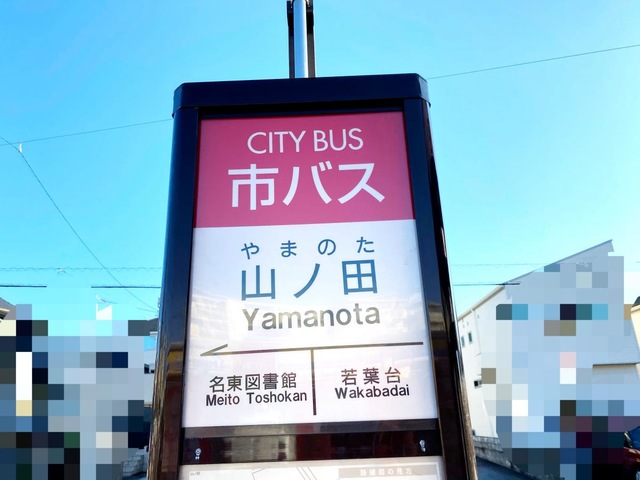 CITY BUS
市バス
やまのた
山ノ田
Yamanota
名東図書館
Meito Toshokan
若葉台
Wakabadai